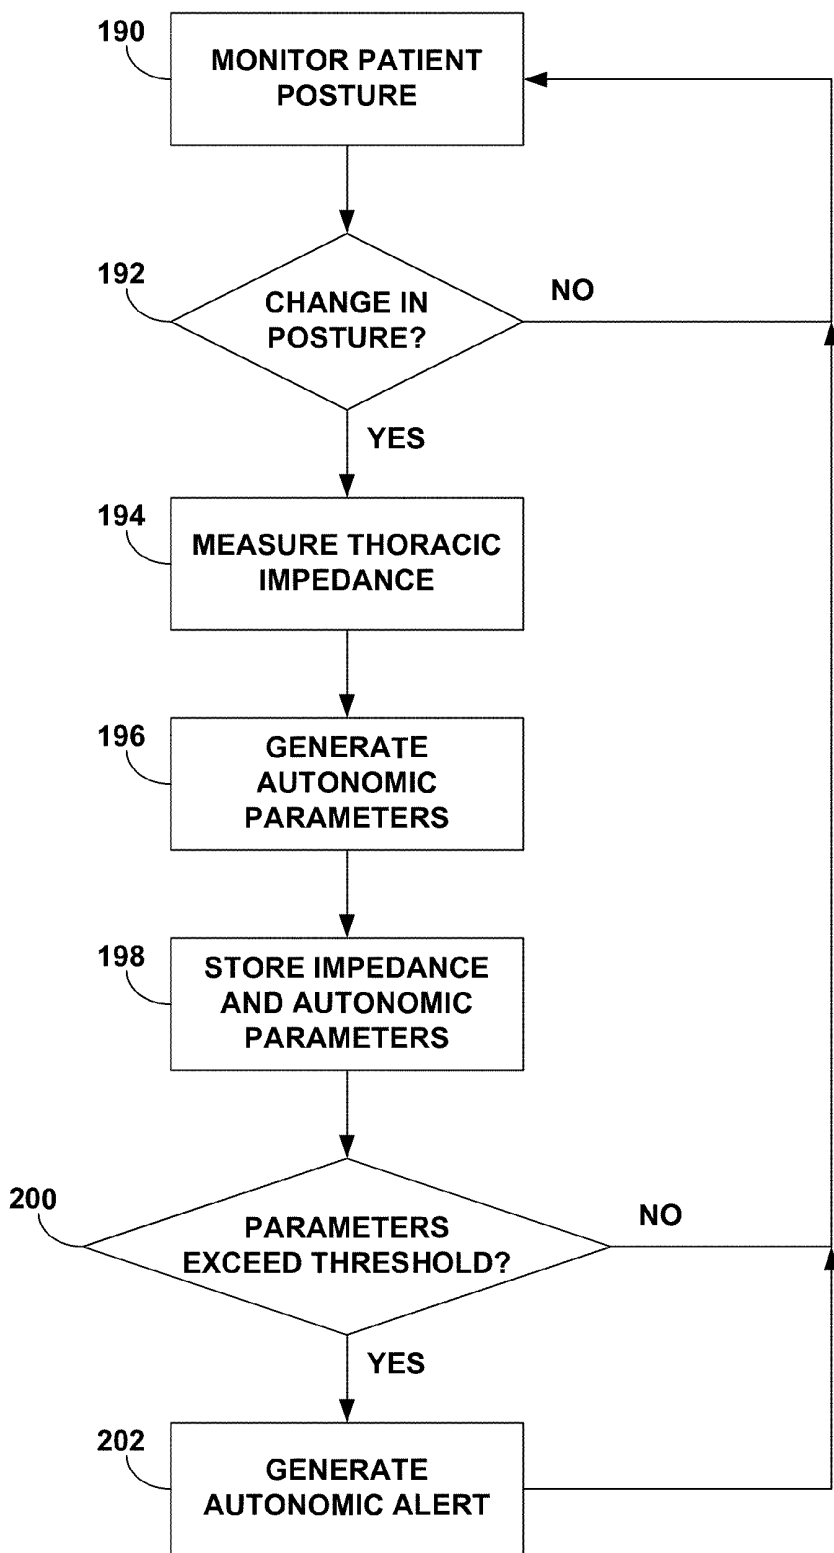 190
MONITOR PATIENT
POSTURE
192
CHANGE IN
POSTURE?
NO
YES
194
MEASURE THORACIC
IMPEDANCE
196
GENERATE
AUTONOMIC
PARAMETERS
198
STORE IMPEDANCE
AND AUTONOMIC
PARAMETERS
200
PARAMETERS
EXCEED THRESHOLD?
NO
YES
202
GENERATE
AUTONOMIC ALERT